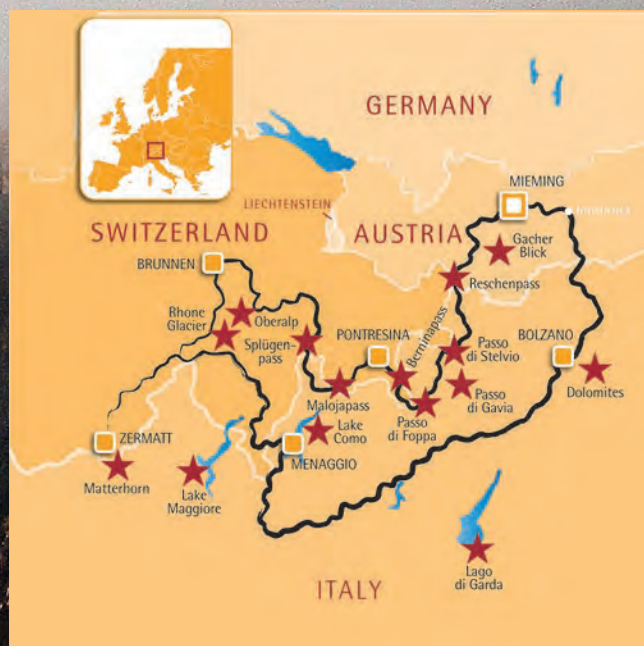 GERMANY
MIEMING
LIECHTENSTEIN
SWITZERLAND
AUSTRIA
Gacher
Blick
BRUNNEN
Reschenpass
Rhone
Glacier
Oberalp
Splügen-
pass
PONTRESINA
Berninapass
Passo
di Stelvio
BOLZANO
Malojapass
Passo
di Foppa
Passo
di Gavia
Dolomites
ZERMATT
Lake
Como
MENAGGIO
Matterhorn
Lake
Maggiore
Lago
di Garda
ITALY